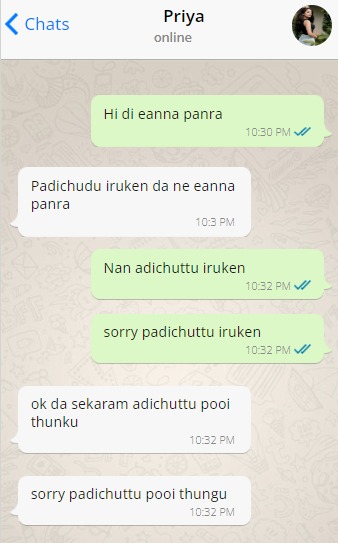 Chats
Priya
online
Hi di eanna panra
10:30 PM
Padichudu iruken da ne eanna
panra
10:3 PM
Nan adichuttu iruken
10:32 PM
sorry padichuttu iruken
10:32 PM
ok da sekaram adichuttu pooi
thunku
10:32 PM
sorry padichuttu pooi thungu
10:32 PM